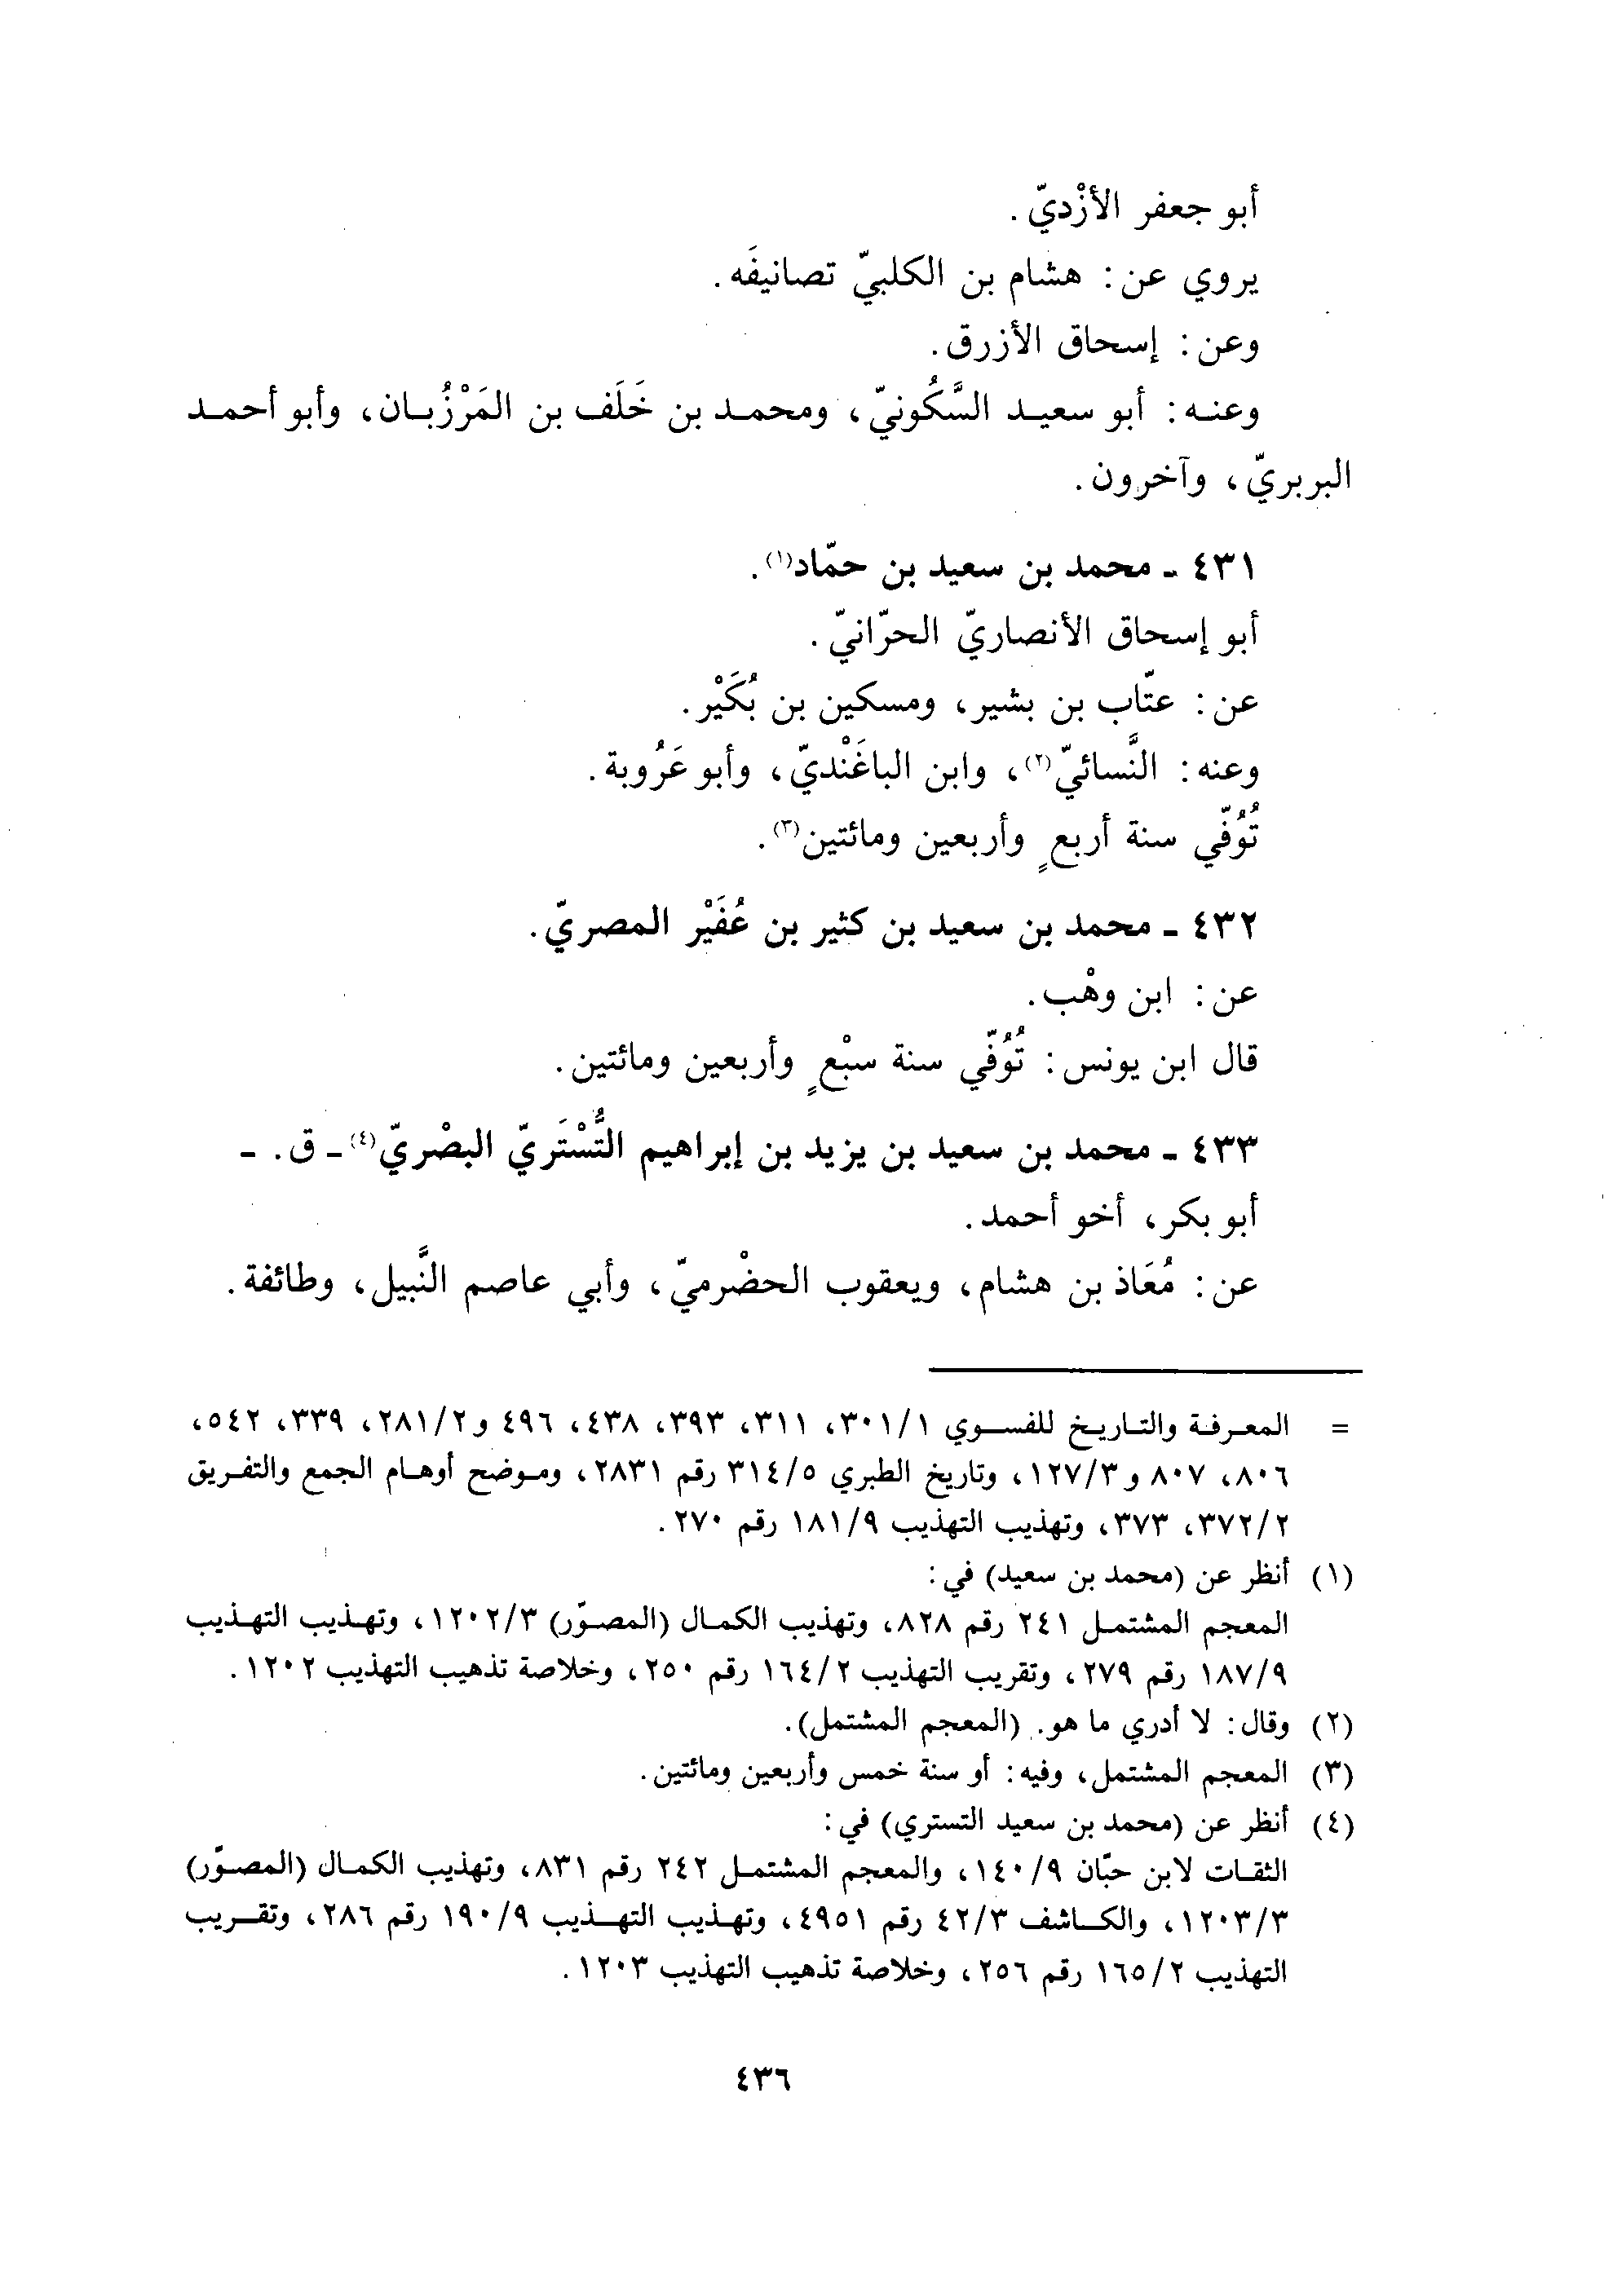 أبو جعفر الأزْديّ.
يروي عن: هشام بن الكلبيّ تصانيفَه.
وعن: إسحاق الأزرق.
وعنه: أبو سعيد السَّكُونيّ، ومحمد بن خَلَف بن المَرْزُبان، وأبو أحمد
البربريّ، وآخرون.
٤٣١ - محمد بن سعيد بن حمّاد(١).
أبو إسحاق الأنصاريّ الحرّانيّ.
عن: عتّاب بن بشير، ومسكين بن بُكَيْر.
وعنه: النَّسائيّ(٢)، وابن الباغَنْديّ، وأبو عَرُوبة.
تُوُفّي سنة أربعٍ وأربعين ومائتين(٣).
٤٣٢ - محمد بن سعيد بن كثير بن عُفَيْر المصريّ.
عن: ابن وهْب.
قال ابن يونس: تُوُفّي سنة سبْعٍ وأربعين ومائتين.
٤٣٣ - محمد بن سعيد بن يزيد بن إبراهيم التُّسْتَريّ البصْريّ(٤) - ق. -
أبو بكر، أخو أحمد.
عن: مُعَاذ بن هشام، ويعقوب الحضْرميّ، وأبي عاصم النَّبيل، وطائفة.
= المعرفة والتاريخ للفسوي ٣٠١/١، ٣١١، ٣٩٣، ٤٣٨، ٤٩٦ و٢٨١/٢، ٣٣٩، ٥٤٢،
٨٠٦، ٨٠٧ و١٢٧/٣، وتاريخ الطبري ٣١٤/٥ رقم ٢٨٣١، وموضح أوهام الجمع والتفريق
٣٧٢/٢، ٣٧٣، وتهذيب التهذيب ١٨١/٩ رقم ٢٧٠.
(١) أنظر عن (محمد بن سعيد) في:
المعجم المشتمل ٢٤١ رقم ٨٢٨، وتهذيب الكمال (المصوّر) ١٢٠٢/٣، وتهذيب التهذيب
١٨٧/٩ رقم ٢٧٩، وتقريب التهذيب ١٦٤/٢ رقم ٢٥٠، وخلاصة تذهيب التهذيب ١٢٠٢.
(٢) وقال: لا أدري ما هو. (المعجم المشتمل).
(٣) المعجم المشتمل، وفيه: أو سنة خمس وأربعين ومائتين.
(٤) أنظر عن (محمد بن سعيد التستري) في:
الثقات لابن حبّان ١٤٠/٩، والمعجم المشتمل ٢٤٢ رقم ٨٣١، وتهذيب الكمال (المصوّر)
١٢٠٣/٣، والكاشف ٤٢/٣ رقم ٤٩٥١، وتهذيب التهذيب ١٩٠/٩ رقم ٢٨٦، وتقريب
التهذيب ١٦٥/٢ رقم ٢٥٦، وخلاصة تذهيب التهذيب ١٢٠٣.
٤٣٦